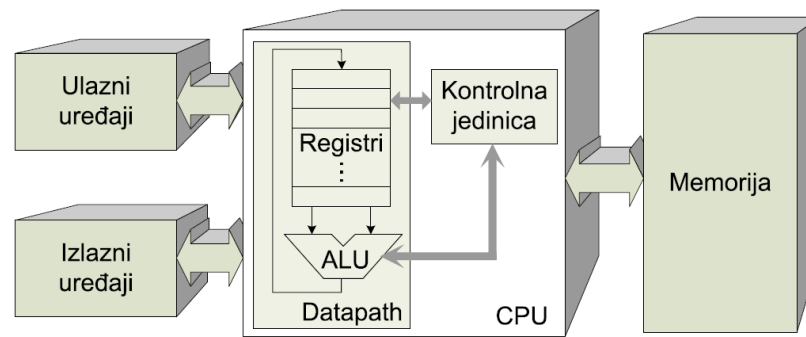 Ulazni
uređaji
Izlazni
uređaji
Registri
ALU
Datapath
Kontrolna
jedinica
CPU
Memorija